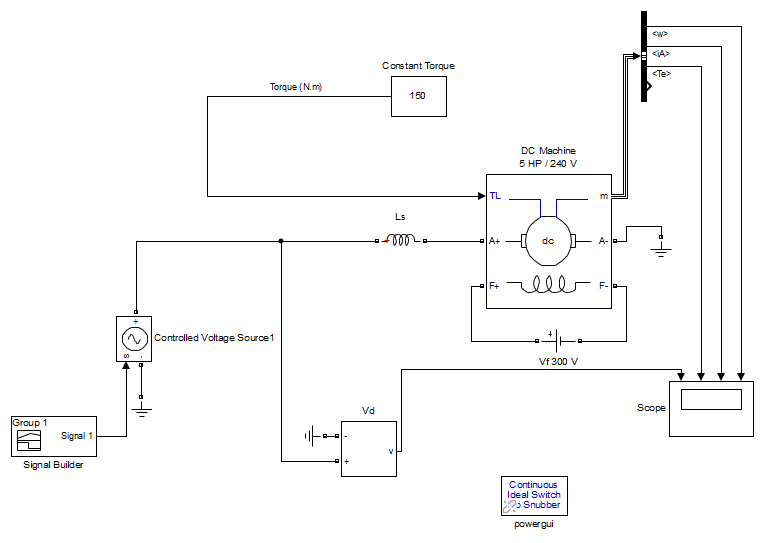 <w>
<iA>
<Te>
Constant Torque
150
Torque (N.m)
DC Machine
5 HP / 240 V
TL
m
Ls
A+
dc
A-
F+
F-
Vf 300 V
+
Controlled Voltage Source1
s
-
Group 1
Signal 1
Signal Builder
Vd
-
+
v
Scope
Continuous
Ideal Switch
Snubber
powergui